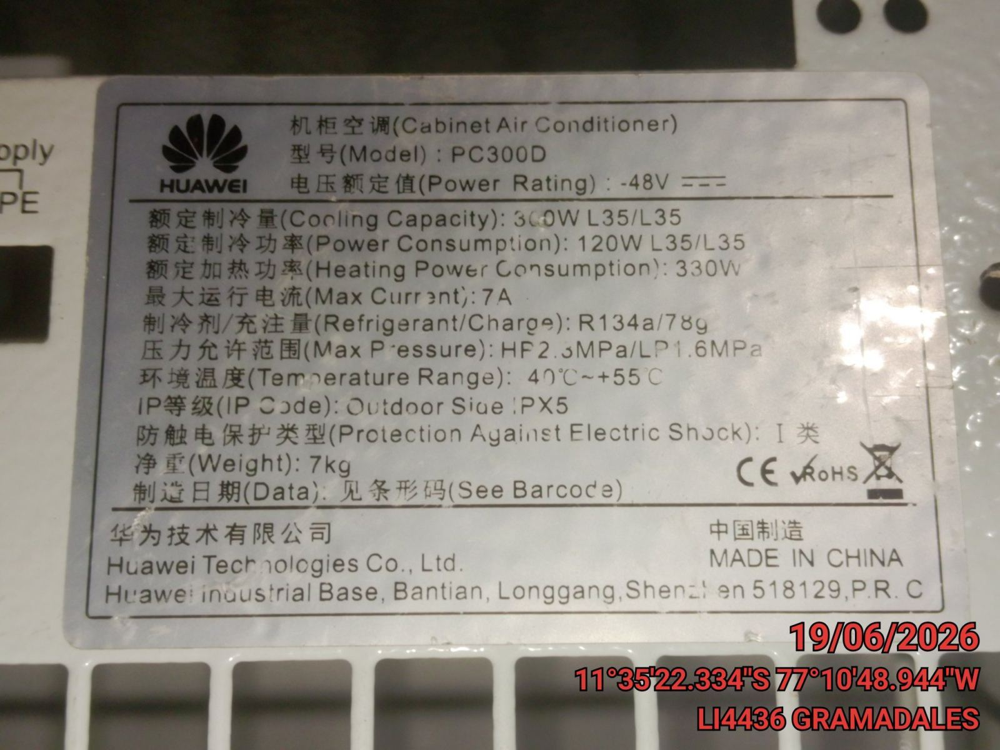 pply
PE
HUAWEI
机柜空调(Cabinet Air Conditioner)
型号(Model) : PC300D
电压额定值(Power Rating) : -48V
额定制冷量(Cooling Capacity): 300W L35/L35
额定制冷功率(Power Consumption): 120W L35/L35
额定加热功率(Heating Power Consumption): 330W
最大运行电流(Max Current): 7A
制冷剂/充注量(Refrigerant/Charge): R134a/78g
压力允许范围(Max Pressure): HP2.3MPa/LP1.6MPa
环境温度(Temperature Range): 40℃~+55℃
IP等级(IP Code): Outdoor Side IPX5
防触电保护类型(Protection Against Electric Shock): I 类
净重(Weight): 7kg
制造日期(Data): 见条形码(See Barcode)
CE RoHS
华为技术有限公司
中国制造
Huawei Technologies Co., Ltd.
MADE IN CHINA
Huawei Industrial Base, Bantian, Longgang,Shenzhen 518129,P.R. C
19/06/2026
11°35'22.334"S 77°10'48.944"W
LI4436 GRAMADALES